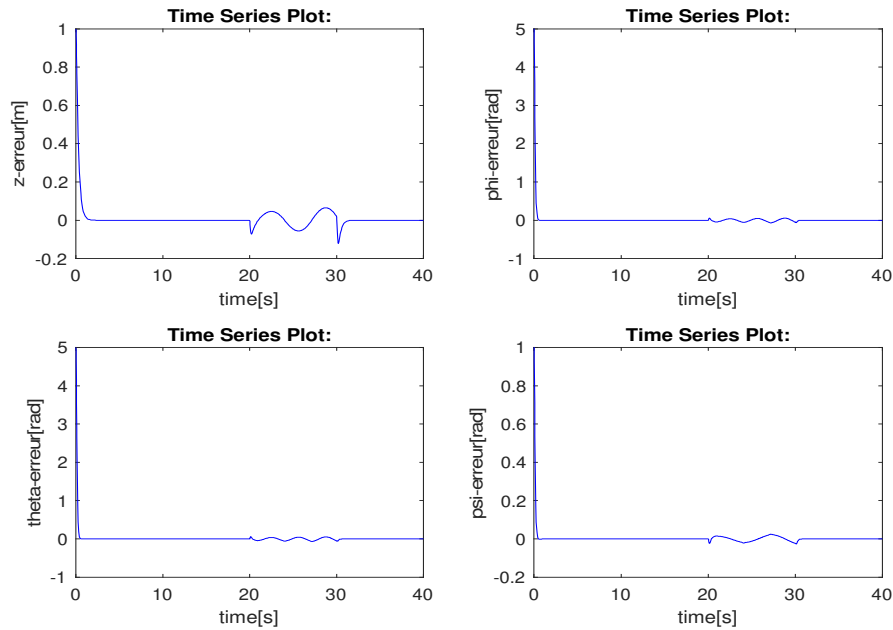 Time Series Plot:
1
0.8
0.6
0.4
0.2
0
-0.2
z-erreur[m]
0 10 20 30 40
time[s]
Time Series Plot:
5
4
3
2
1
0
-1
phi-erreur[rad]
0 10 20 30 40
time[s]
Time Series Plot:
5
4
3
2
1
0
-1
theta-erreur[rad]
0 10 20 30 40
time[s]
Time Series Plot:
1
0.8
0.6
0.4
0.2
0
-0.2
psi-erreur[rad]
0 10 20 30 40
time[s]